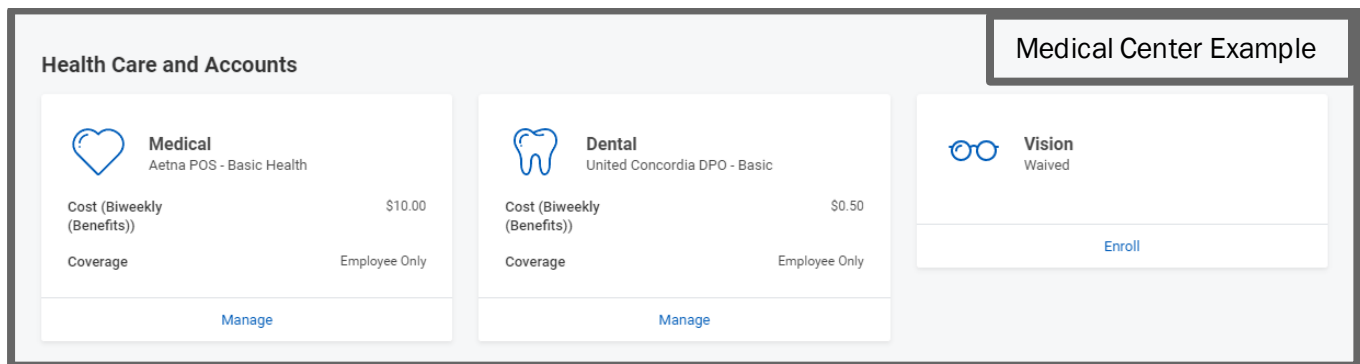 Medical Center Example
Health Care and Accounts
Medical
Aetna POS - Basic Health
Cost (Biweekly
(Benefits))
$10.00
Coverage
Employee Only
Manage
Dental
United Concordia DPO - Basic
Cost (Biweekly
(Benefits))
$0.50
Coverage
Employee Only
Manage
Vision
Waived
Enroll